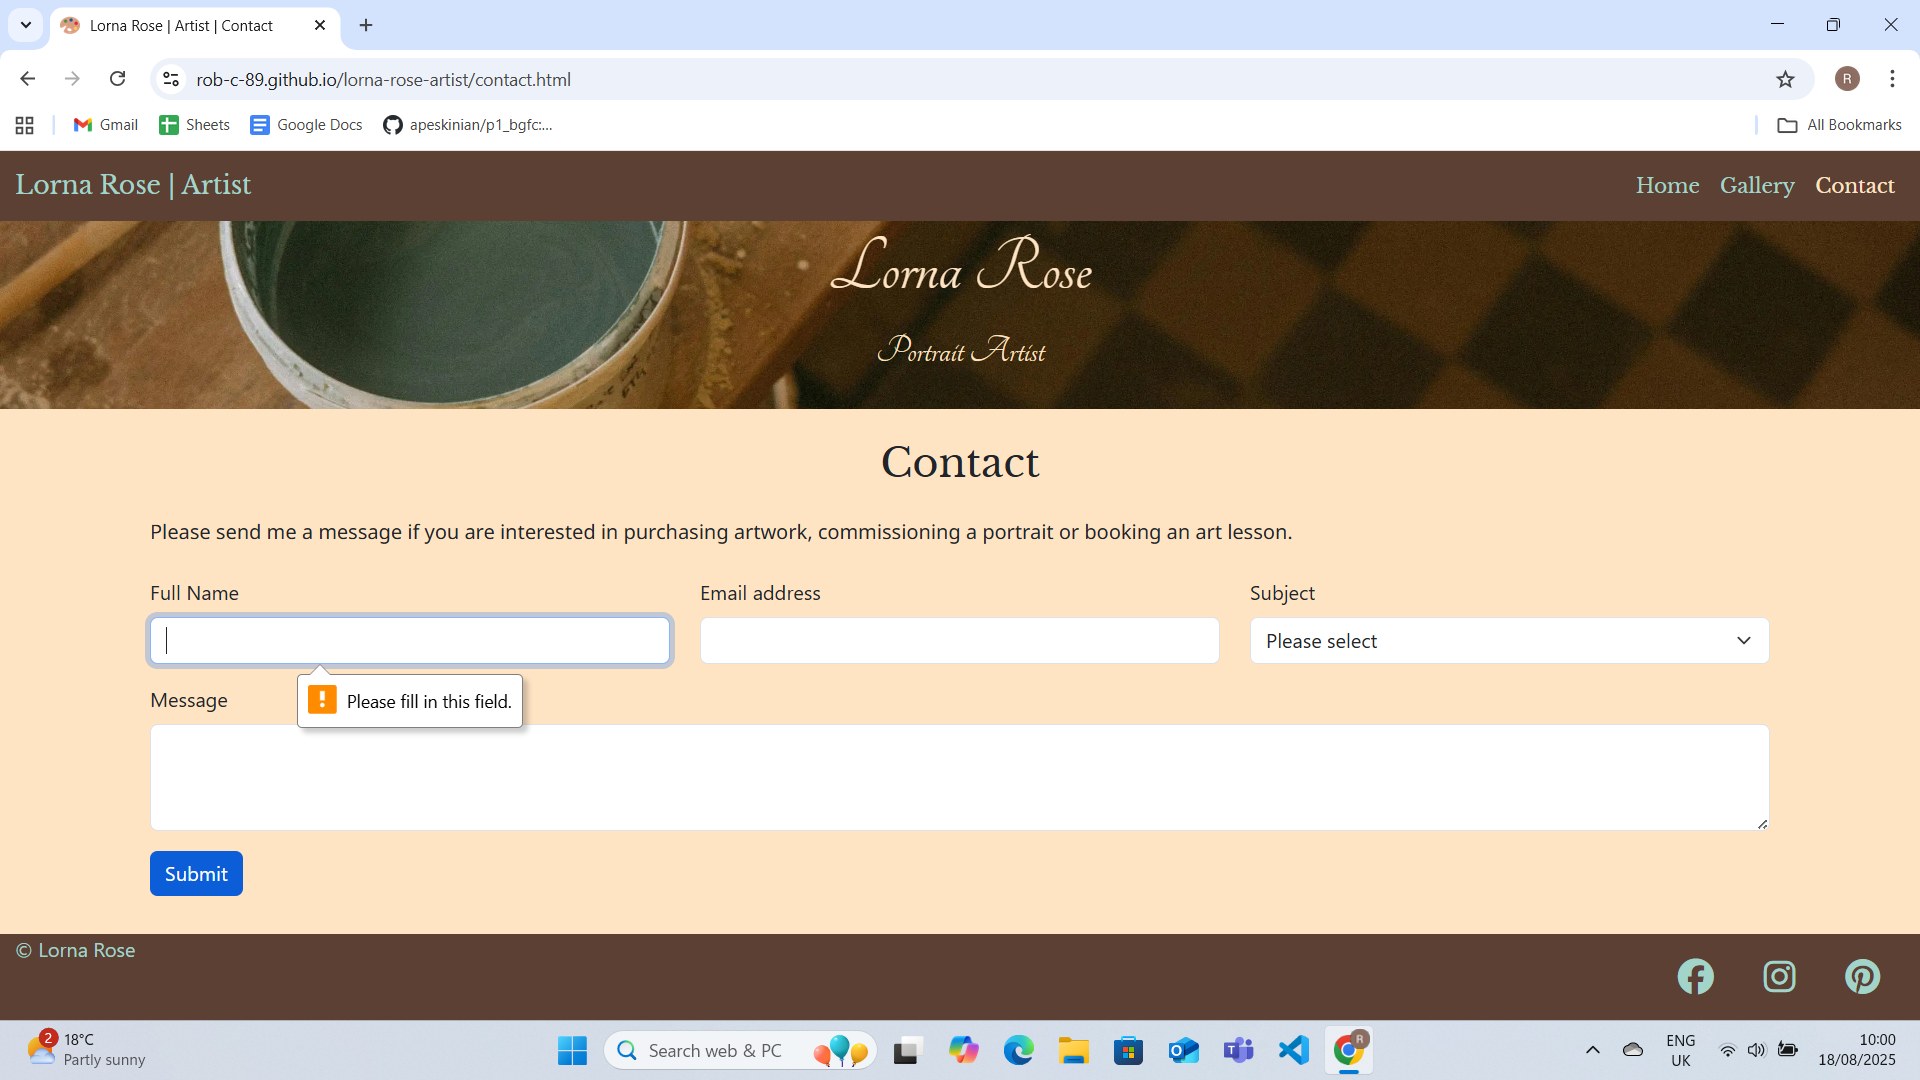 Lorna Rose | Artist | Contact
rob-c-89.github.io/lorna-rose-artist/contact.html
R
Gmail
Sheets
Google Docs
apeskinian/p1_bgfc:...
All Bookmarks
Lorna Rose | Artist
Home
Gallery
Contact
Lorna Rose
Portrait Artist
Contact
Please send me a message if you are interested in purchasing artwork, commissioning a portrait or booking an art lesson.
Full Name
Email address
Subject
Please select
Please fill in this field.
Message
Submit
© Lorna Rose
2
18°C
Partly sunny
Search web & PC
R
ENG
UK
10:00
18/08/2025